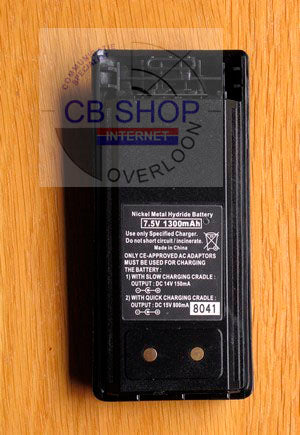 CB SHOP
INTERNET
OVERLOON
Nickel Metal Hydride Battery
7.5V 1300mAh
Use only Specified Charger.
Do not short circuit / incinerate.
Made in China
ONLY CE-APPROVED AC ADAPTORS
MUST BE USED FOR CHARGING
THE BATTERY :
1) WITH SLOW CHARGING CRADLE :
OUTPUT : DC 14V 150mA
2) WITH QUICK CHARGING CRADLE :
OUTPUT : DC 15V 800mA
8041